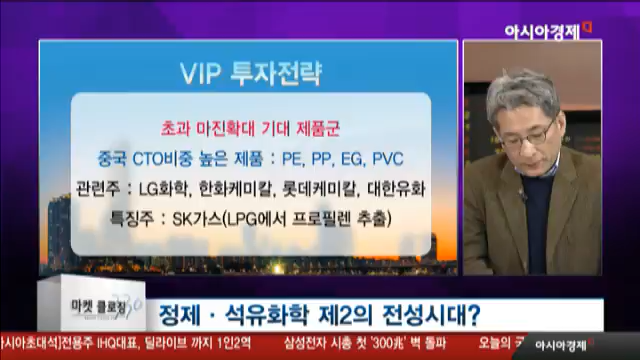 아시아경제
VIP 투자전략
초과 마진확대 기대 제품군
중국 CTO비중 높은 제품 : PE, PP, EG, PVC
관련주 : LG화학, 한화케미칼, 롯데케미칼, 대한유화
특징주 : SK가스(LPG에서 프로필렌 추출)
마켓 클로징
330
정제 · 석유화학 제2의 전성시대?
아시아초대석]전용주 IHQ대표, 딜라이브 까지 1인2역 삼성전자 시총 첫 '300兆' 벽 돌파 오늘의 국
아시아경제